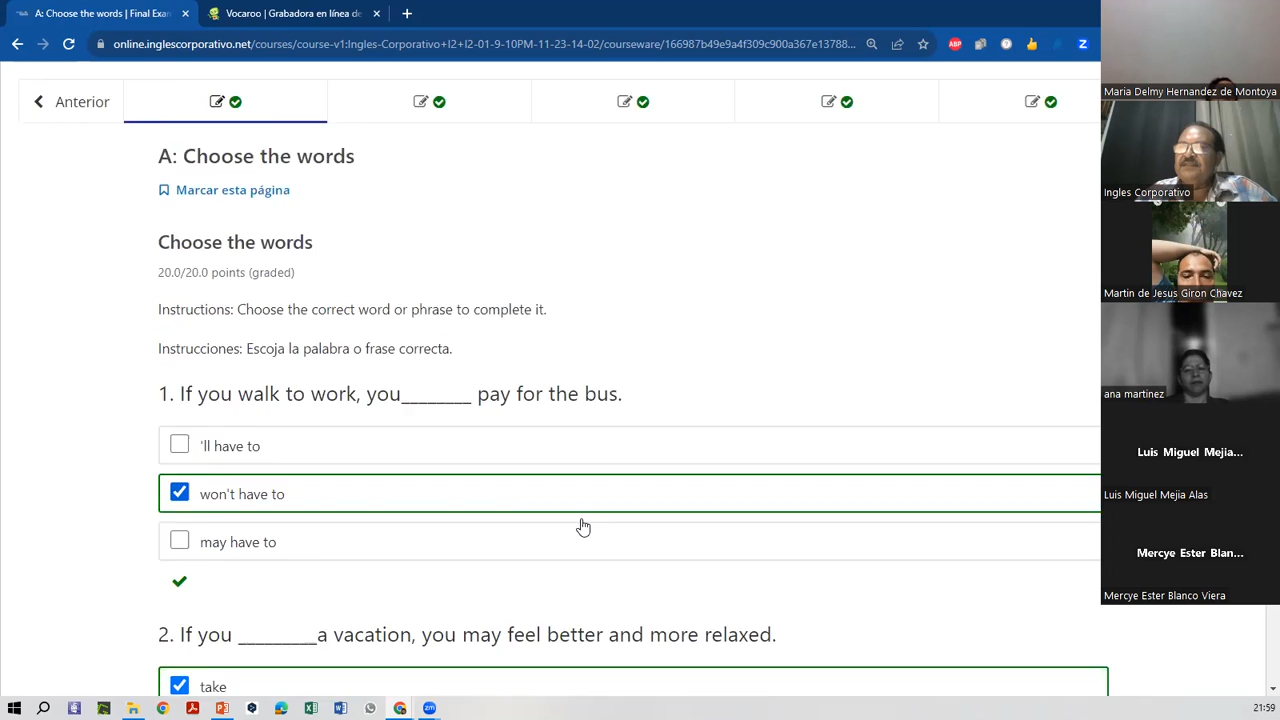 A: Choose the words | Final Exa
Vocaroo | Grabadora en línea de
online.inglescorporativo.net/courses/course-v1:Ingles-Corporativo+I2+I2-01-9-10PM-11-23-14-02/courseware/166987b49e9a4f309c900a367e13788...
ABP
Z
Anterior
A: Choose the words
Marcar esta página
Choose the words
20.0/20.0 points (graded)
Instructions: Choose the correct word or phrase to complete it.
Instrucciones: Escoja la palabra o frase correcta.
1. If you walk to work, you________ pay for the bus.
'll have to
won't have to
may have to
2. If you _________a vacation, you may feel better and more relaxed.
take
Maria Delmy Hernandez de Montoya
Ingles Corporativo
Martin de Jesus Giron Chavez
ana martinez
Luis Miguel Mejia...
Luis Miguel Mejia Alas
Mercye Ester Blan...
Mercye Ester Blanco Viera
zm
21:59